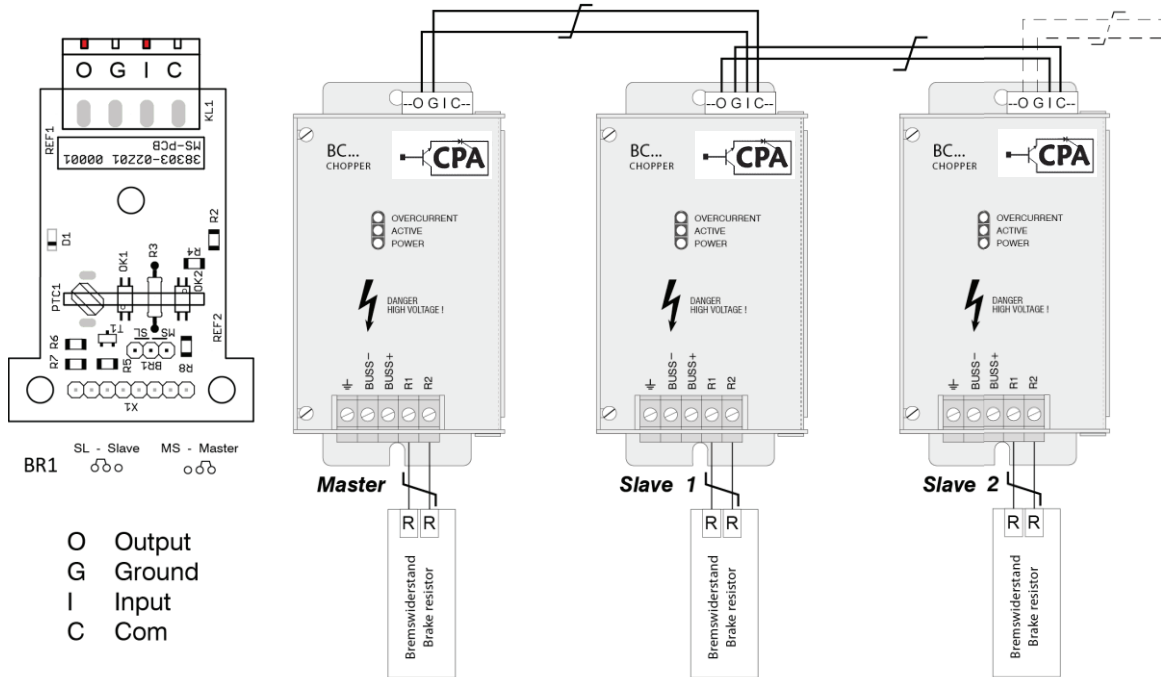 O G I C
KL1
REF1
38303-02201 00001
MS-PCB
D1
OK1
R3
R4
R2
OK2
PTC1
T1
SL
MS
REF2
R6
R7
R5
BR1
R8
X1
BR1
SL - Slave
MS - Master
O Output
G Ground
I Input
C Com
--O G I C--
BC...
CHOPPER
CPA
OVERCURRENT
ACTIVE
POWER
DANGER
HIGH VOLTAGE !
BUSS-
BUSS+
R1
R2
Master
R R
Bremswiderstand
Brake resistor
--O G I C--
BC...
CHOPPER
CPA
OVERCURRENT
ACTIVE
POWER
DANGER
HIGH VOLTAGE !
BUSS-
BUSS+
R1
R2
Slave 1
R R
Bremswiderstand
Brake resistor
--O G I C--
BC...
CHOPPER
CPA
OVERCURRENT
ACTIVE
POWER
DANGER
HIGH VOLTAGE !
BUSS-
BUSS+
R1
R2
Slave 2
R R
Bremswiderstand
Brake resistor